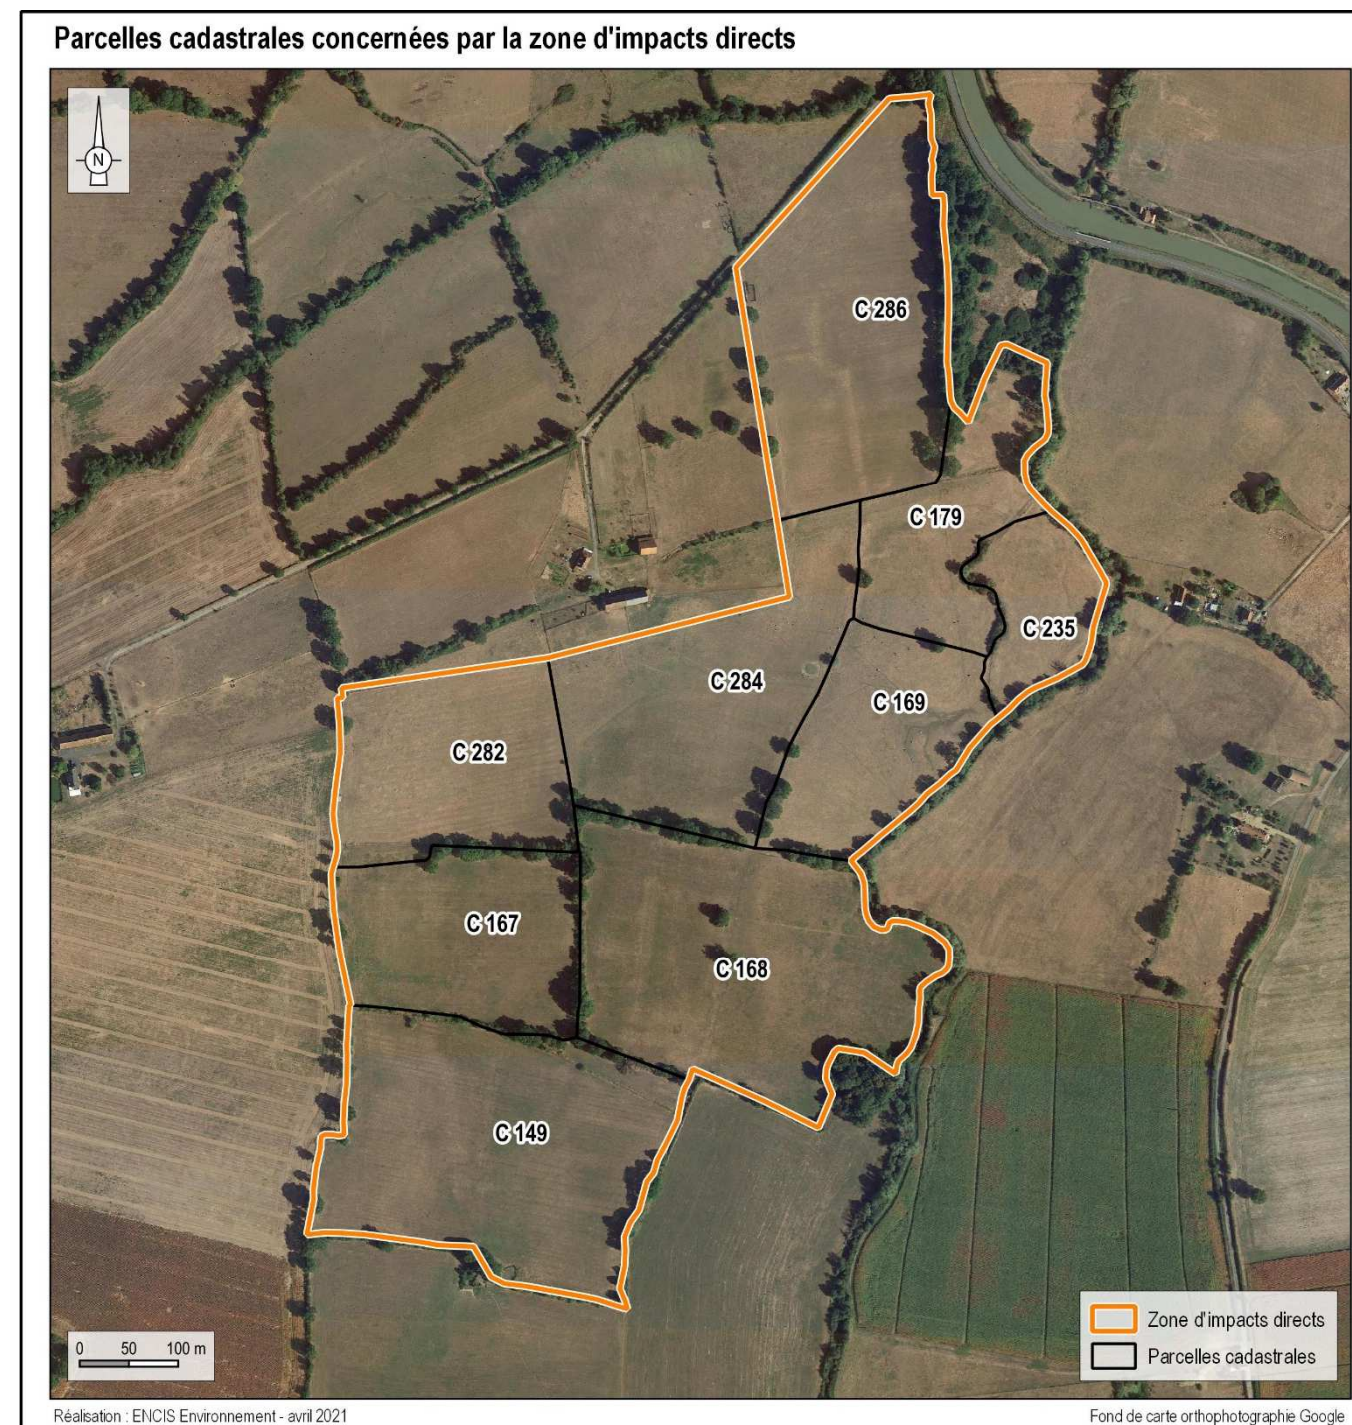 Parcelles cadastrales concernées par la zone d'impacts directs
N
C 286
C 179
C 235
C 284
C 169
C 282
C 167
C 168
C 149
0 50 100 m
Zone d'impacts directs
Parcelles cadastrales
Réalisation : ENCIS Environnement - avril 2021
Fond de carte orthophotographie Google